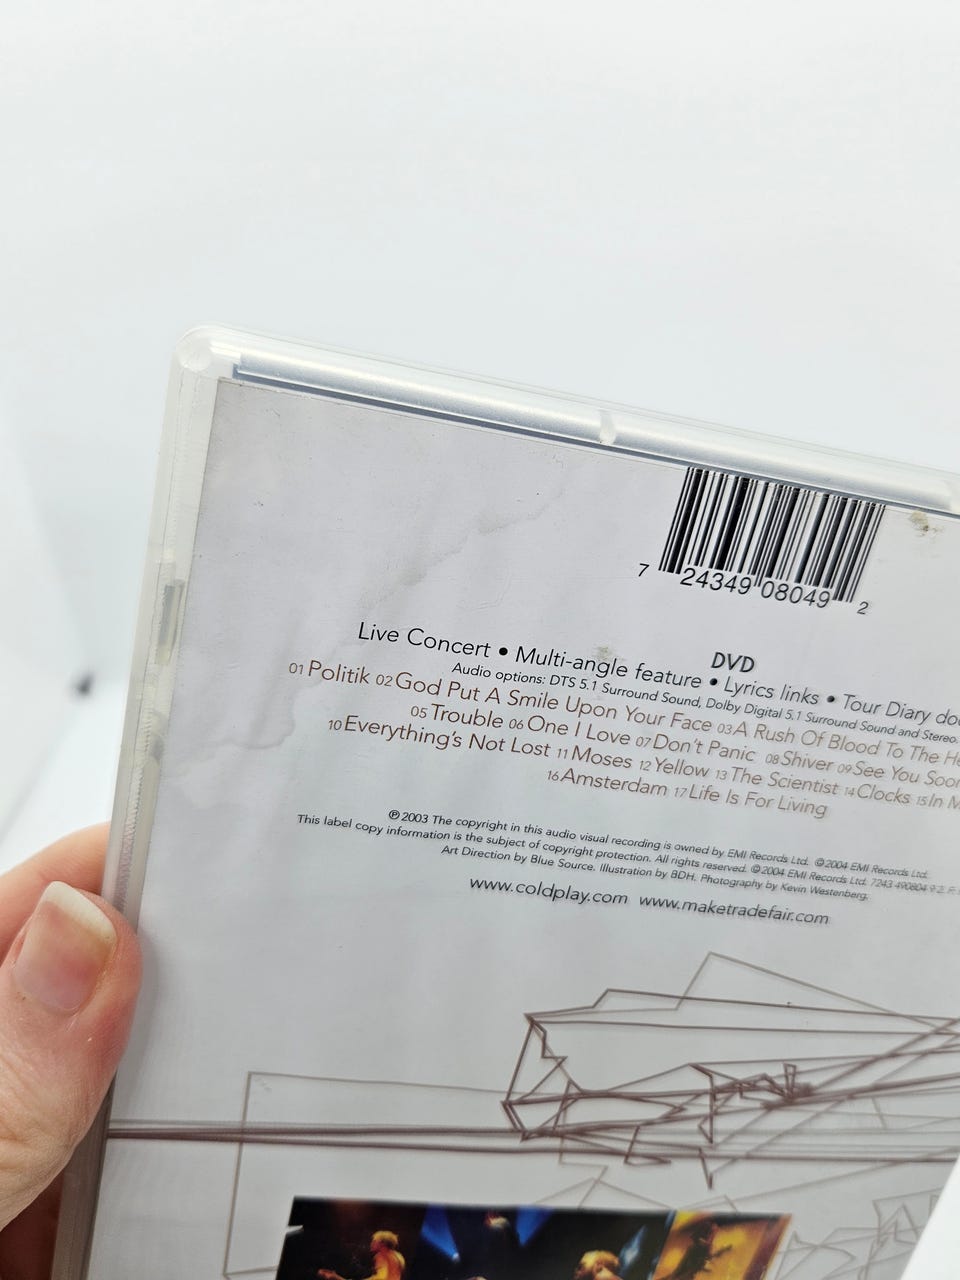 7 24349 08049 2
DVD
Live Concert • Multi-angle feature • Lyrics links • Tour Diary
Audio options: DTS 5.1 Surround Sound, Dolby Digital 5.1 Surround Sound and Stereo.
01 Politik 02 God Put A Smile Upon Your Face 03 A Rush Of Blood To The
05 Trouble 06 One I Love 07 Don't Panic 08 Shiver 09 See You Soon
10 Everything's Not Lost 11 Moses 12 Yellow 13 The Scientist 14 Clocks 15 In
16 Amsterdam 17 Life Is For Living
℗ 2003 The copyright in this audio visual recording is owned by EMI Records Ltd. © 2004 EMI Records Ltd.
This label copy information is the subject of copyright protection. All rights reserved. © 2004 EMI Records Ltd. 7243 490804 9 2.
Art Direction by Blue Source. Illustration by BDH. Photography by Kevin Westenberg.
www.coldplay.com www.maketradefair.com